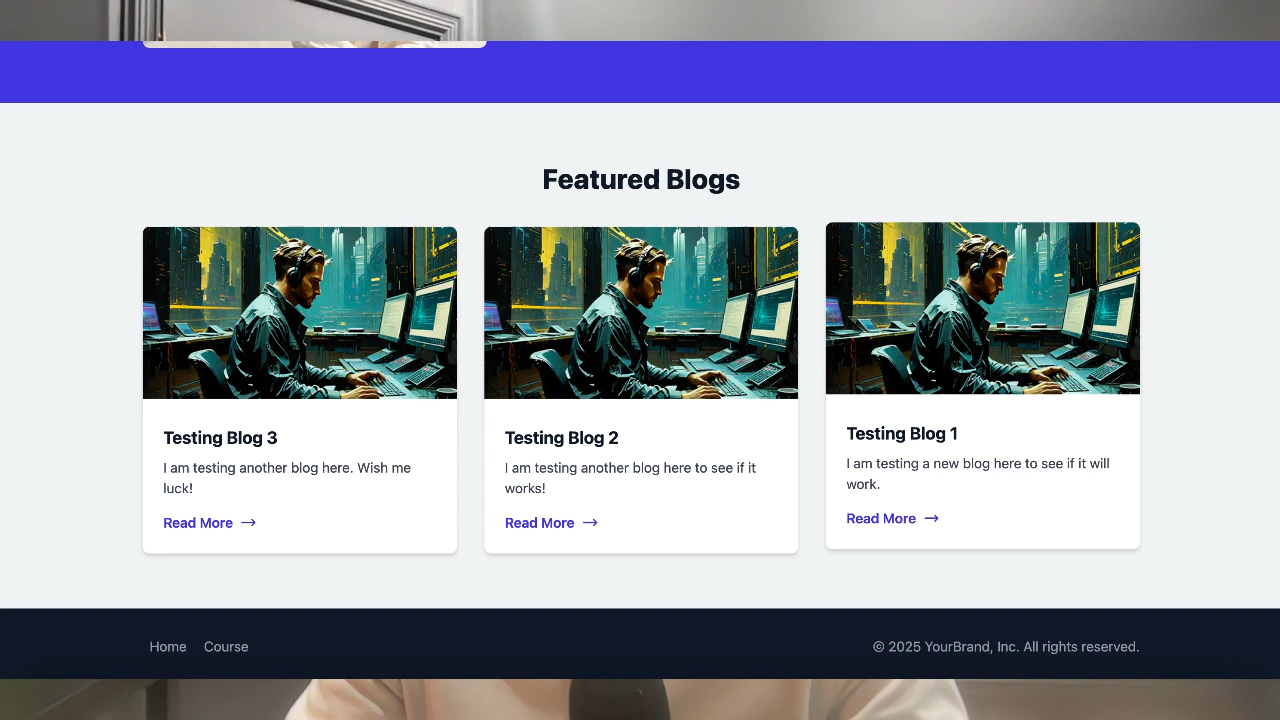 Featured Blogs
Testing Blog 3
I am testing another blog here. Wish me
luck!
Read More →
Testing Blog 2
I am testing another blog here to see if it
works!
Read More →
Testing Blog 1
I am testing a new blog here to see if it will
work.
Read More →
Home Course
© 2025 YourBrand, Inc. All rights reserved.